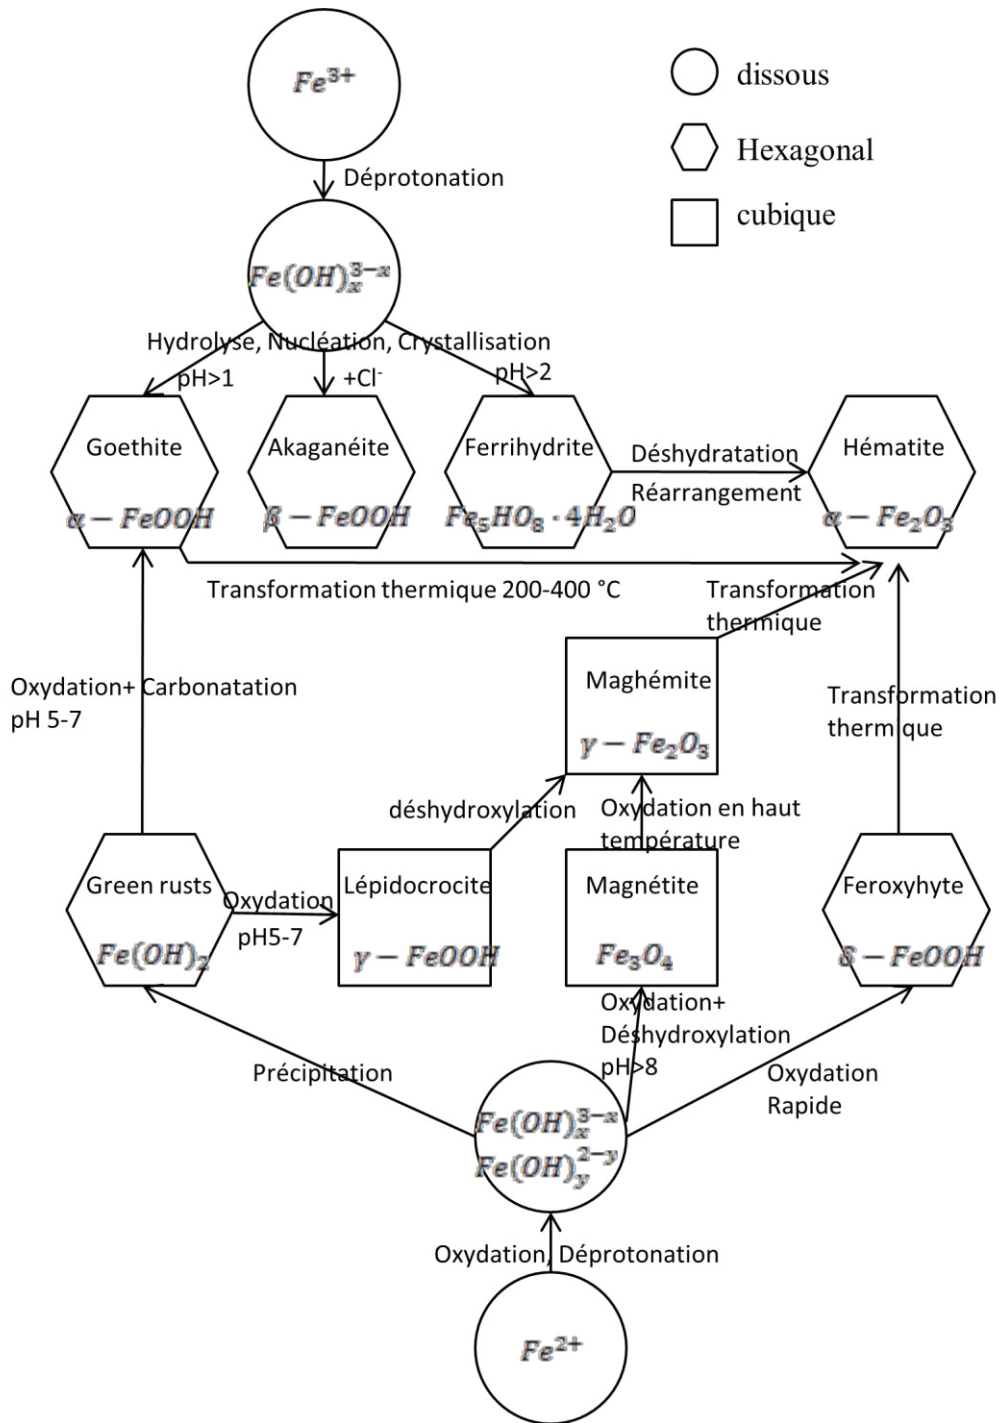 Fe³⁺
dissous
Hexagonal
cubique
Déprotonation
Fe(OH)ₓ³⁻ˣ
Hydrolyse, Nucléation, Crystallisation
pH>1
+Cl⁻
pH>2
Goethite
α − FeOOH
Akaganéite
β − FeOOH
Ferrihydrite
Fe₅HO₈ · 4H₂O
Déshydratation
Réarrangement
Hématite
α − Fe₂O₃
Transformation thermique 200-400 °C
Transformation
thermique
Oxydation+ Carbonatation
pH 5-7
Maghémite
γ − Fe₂O₃
Transformation
thermique
déshydroxylation
Oxydation en haut
température
Green rusts
Fe(OH)₂
Oxydation
pH5-7
Lépidocrocite
γ − FeOOH
Magnétite
Fe₃O₄
Feroxyhyte
δ − FeOOH
Précipitation
Oxydation+
Déshydroxylation
pH>8
Oxydation
Rapide
Fe(OH)ₓ³⁻ˣ
Fe(OH)_y^{2−y}
Oxydation, Déprotonation
Fe²⁺